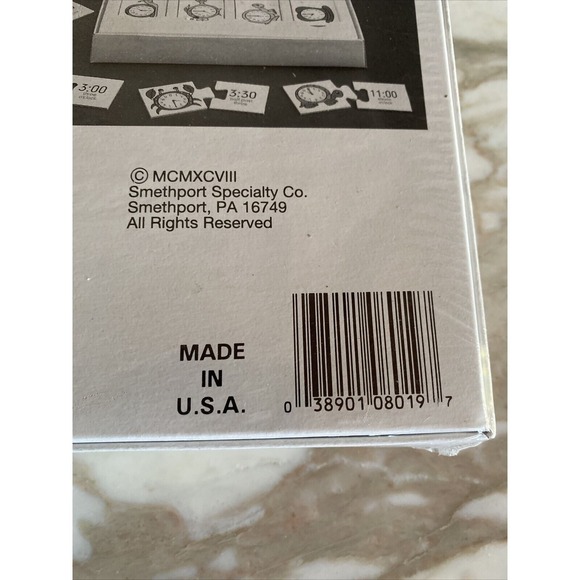 3:00
3:30
11:00
© MCMXCVIII
Smethport Specialty Co.
Smethport, PA 16749
All Rights Reserved
MADE
IN
U.S.A.
0 38901 08019 7